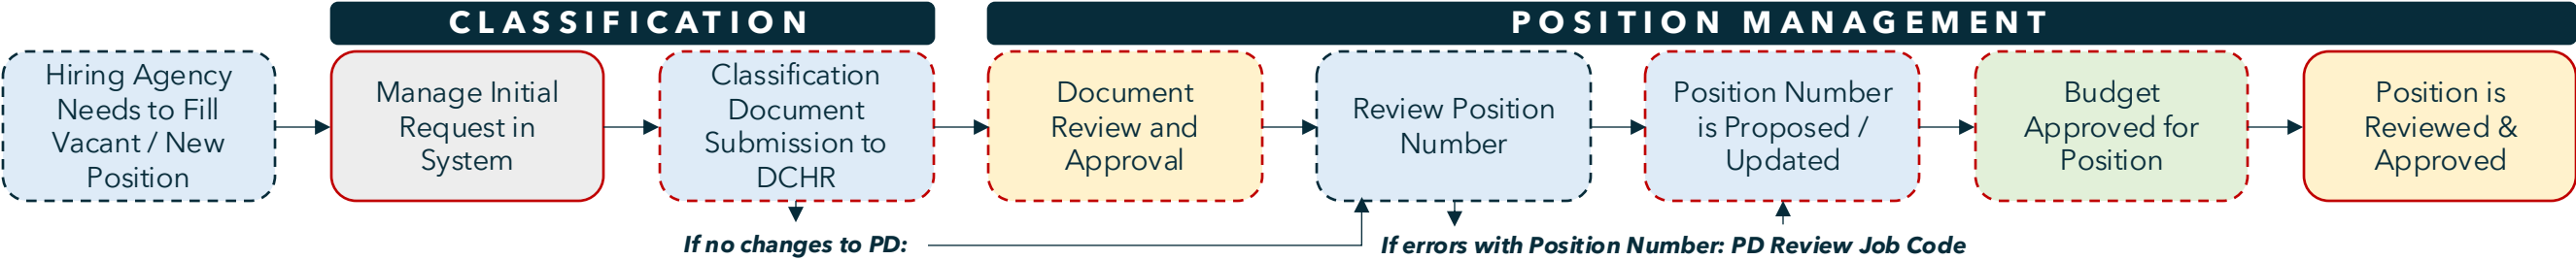 CLASSIFICATION
POSITION MANAGEMENT
Hiring Agency
Needs to Fill
Vacant / New
Position
Manage Initial
Request in
System
Classification
Document
Submission to
DCHR
Document
Review and
Approval
Review Position
Number
Position Number
is Proposed /
Updated
Budget
Approved for
Position
Position is
Reviewed &
Approved
If no changes to PD:
If errors with Position Number: PD Review Job Code